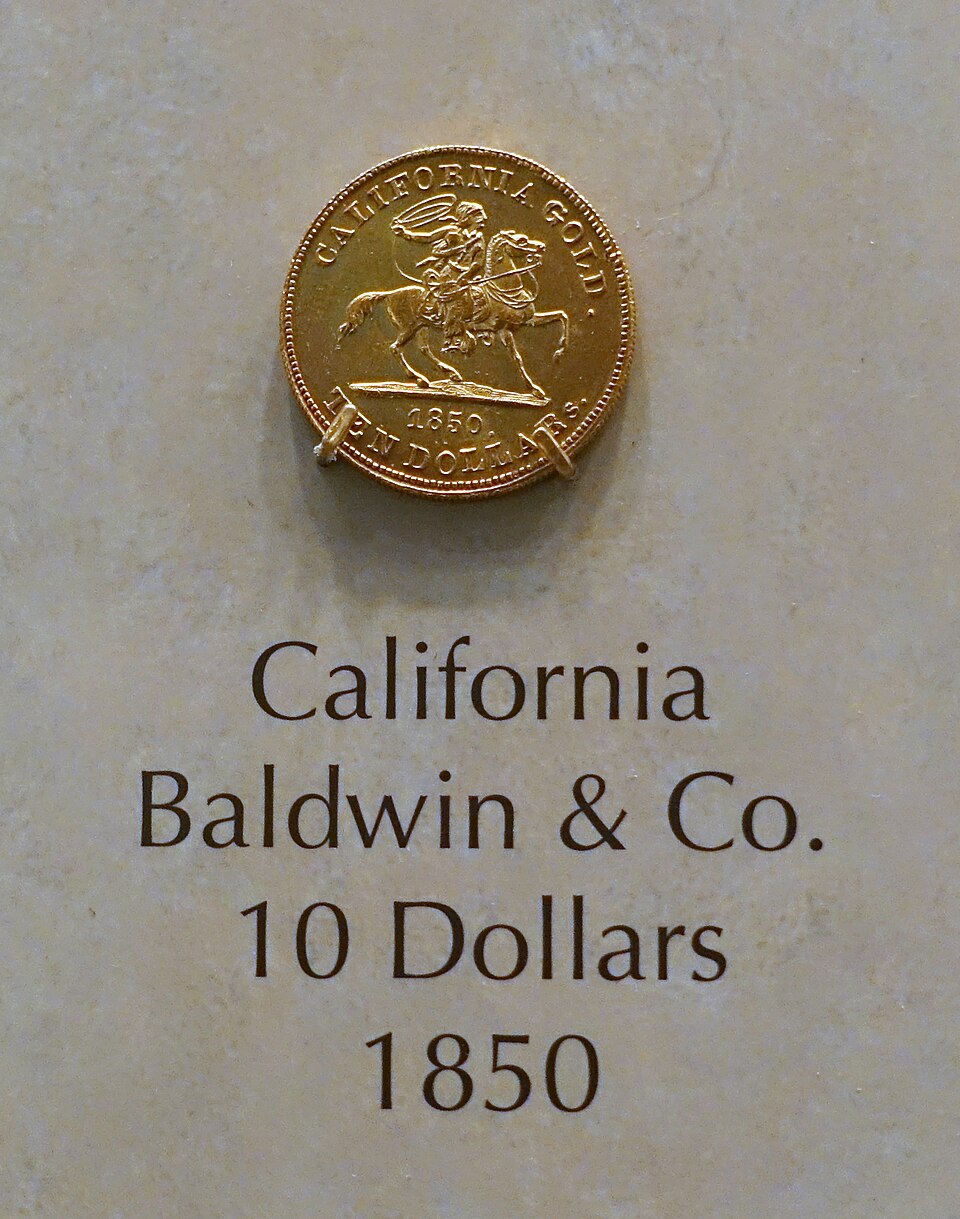 CALIFORNIA GOLD.
1850.
TEN DOLLARS.
California
Baldwin & Co.
10 Dollars
1850